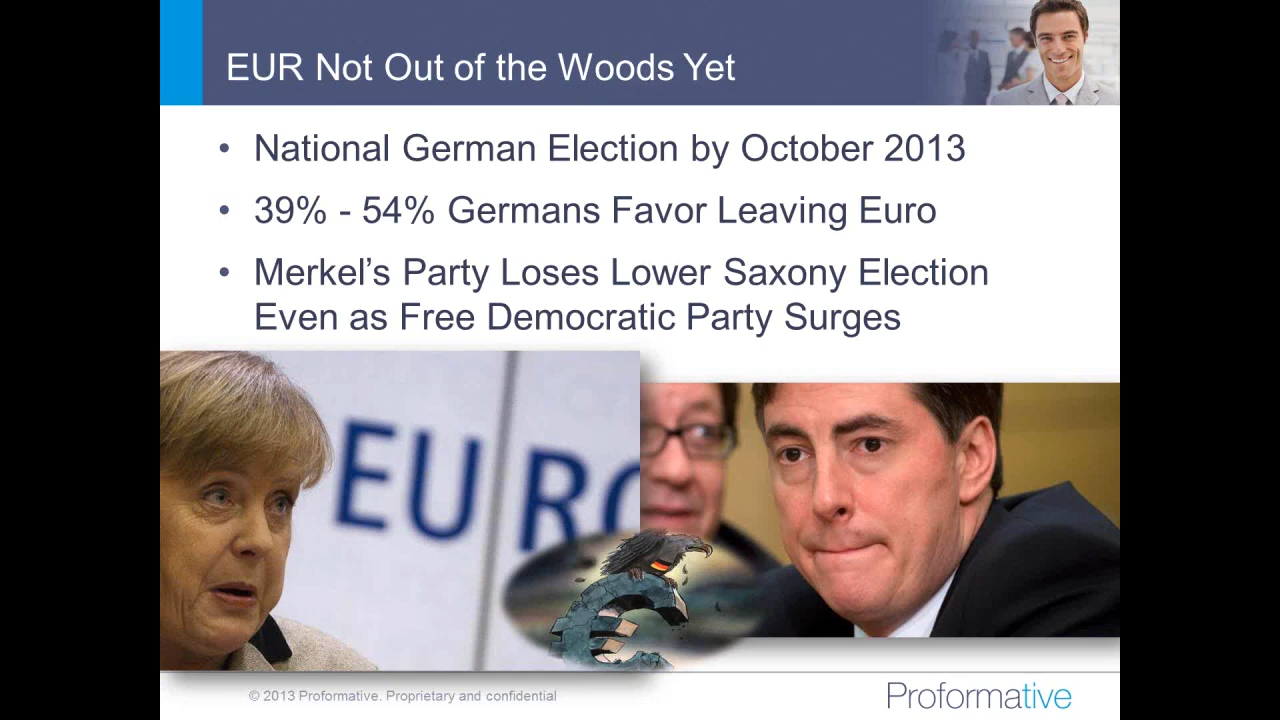 EUR Not Out of the Woods Yet
• National German Election by October 2013
• 39% - 54% Germans Favor Leaving Euro
• Merkel’s Party Loses Lower Saxony Election
Even as Free Democratic Party Surges
EURO
€
© 2013 Proformative. Proprietary and confidential
Proformative